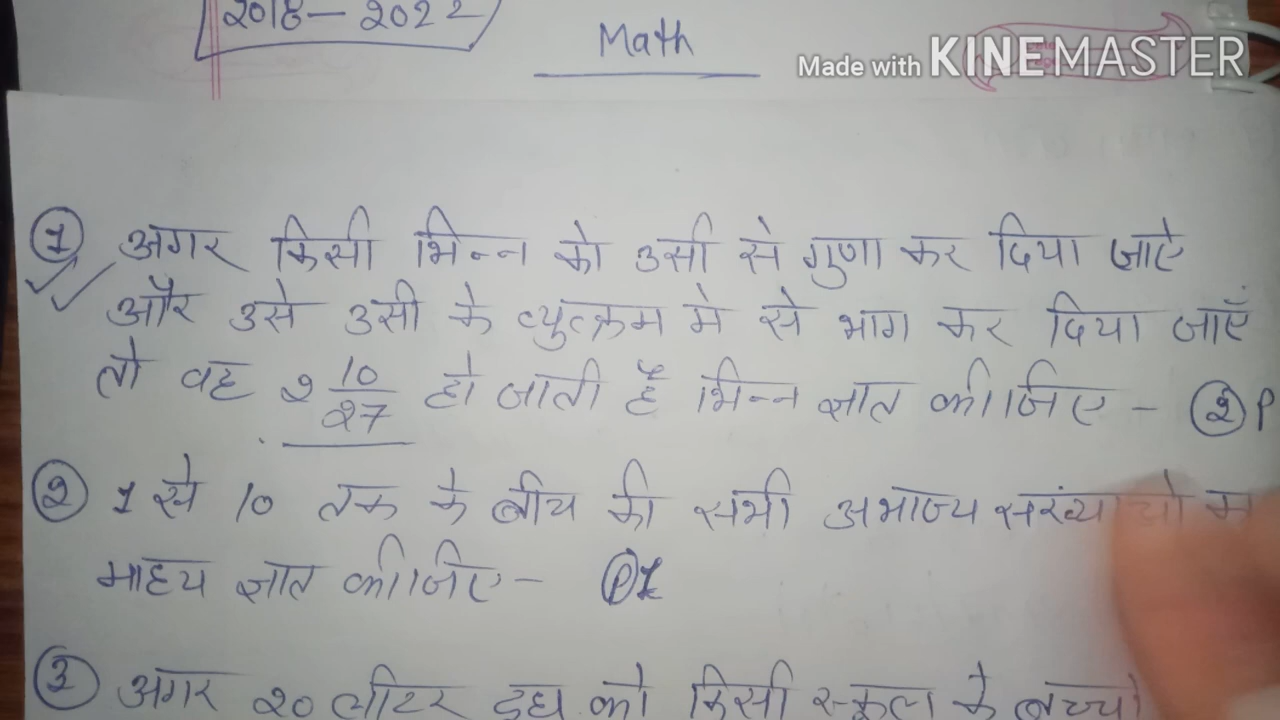 2018-2022
Math
Made with KINEMASTER
① अगर किसी भिन्न को उसी से गुणा कर दिया जाऐ
और उसे उसी के व्युत्क्रम मे से भाग कर दिया जाएँ
तो वह 2 10/27 हो जाती है भिन्न ज्ञात कीजिए - ② P
② 1 से 10 तक के बीच की सभी अभाज्य
माध्य ज्ञात कीजिए -
③ अगर 20 लीटर दुध को किसी स्कूल के बच्चो